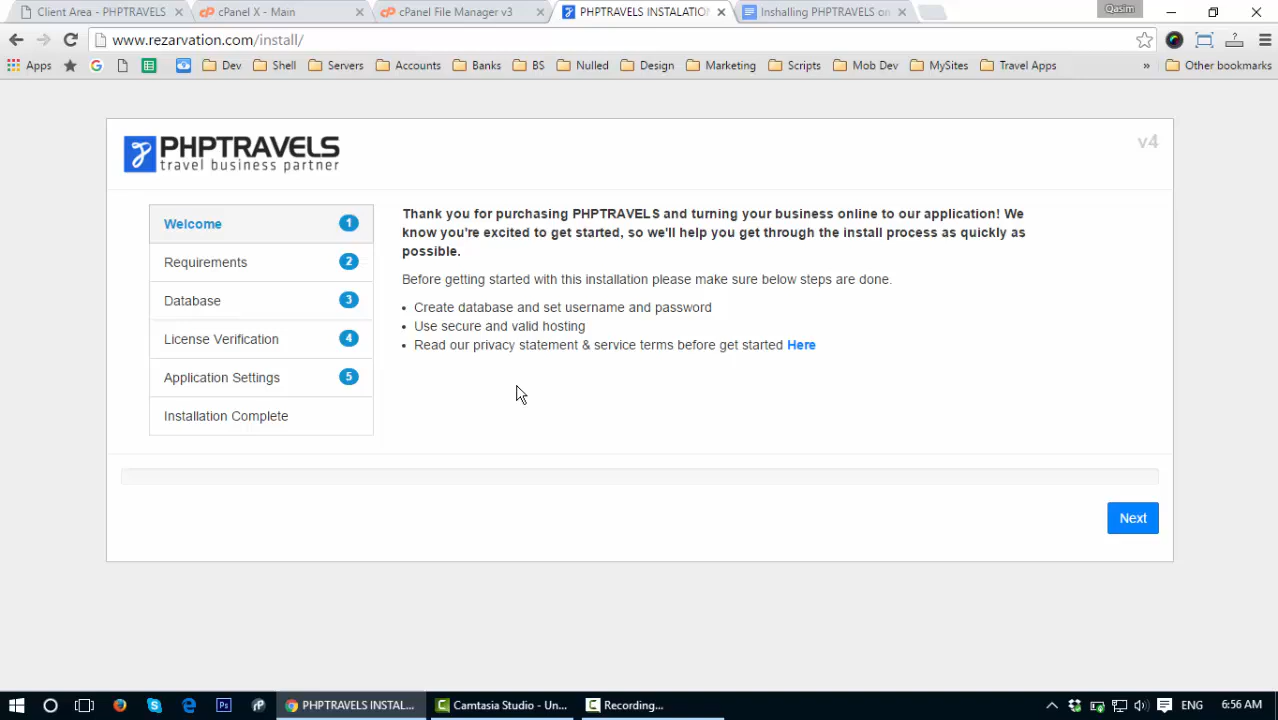 Client Area - PHPTRAVELS
cPanel X - Main
cPanel File Manager v3
PHPTRAVELS INSTALATIO
Inshalling PHPTRAVELS on
Qasim
www.rezarvation.com/install/
Apps
Dev
Shell
Servers
Accounts
Banks
BS
Nulled
Design
Marketing
Scripts
Mob Dev
MySites
Travel Apps
»
Other bookmarks
PHPTRAVELS
travel business partner
v4
Welcome 1
Requirements 2
Database 3
License Verification 4
Application Settings 5
Installation Complete
Thank you for purchasing PHPTRAVELS and turning your business online to our application! We
know you're excited to get started, so we'll help you get through the install process as quickly as
possible.
Before getting started with this installation please make sure below steps are done.
• Create database and set username and password
• Use secure and valid hosting
• Read our privacy statement & service terms before get started Here
Next
PHPTRAVELS INSTAL...
Camtasia Studio - Un...
Recording...
ENG
6:56 AM